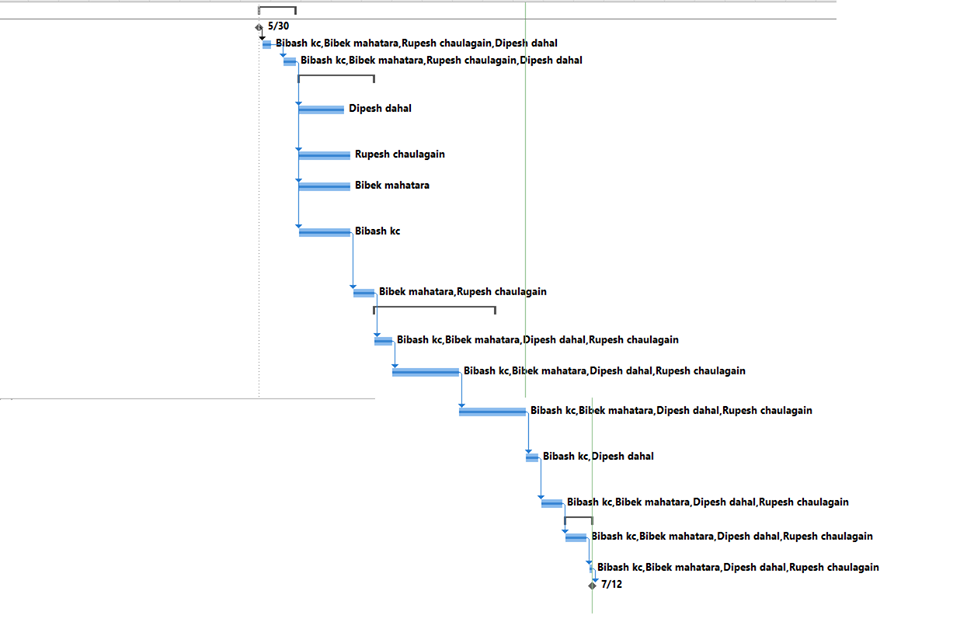 5/30
Bibash kc,Bibek mahatara,Rupesh chaulagain,Dipesh dahal
Bibash kc,Bibek mahatara,Rupesh chaulagain,Dipesh dahal
Dipesh dahal
Rupesh chaulagain
Bibek mahatara
Bibash kc
Bibek mahatara,Rupesh chaulagain
Bibash kc,Bibek mahatara,Dipesh dahal,Rupesh chaulagain
Bibash kc,Bibek mahatara,Dipesh dahal,Rupesh chaulagain
Bibash kc,Bibek mahatara,Dipesh dahal,Rupesh chaulagain
Bibash kc,Dipesh dahal
Bibash kc,Bibek mahatara,Dipesh dahal,Rupesh chaulagain
Bibash kc,Bibek mahatara,Dipesh dahal,Rupesh chaulagain
Bibash kc,Bibek mahatara,Dipesh dahal,Rupesh chaulagain
7/12